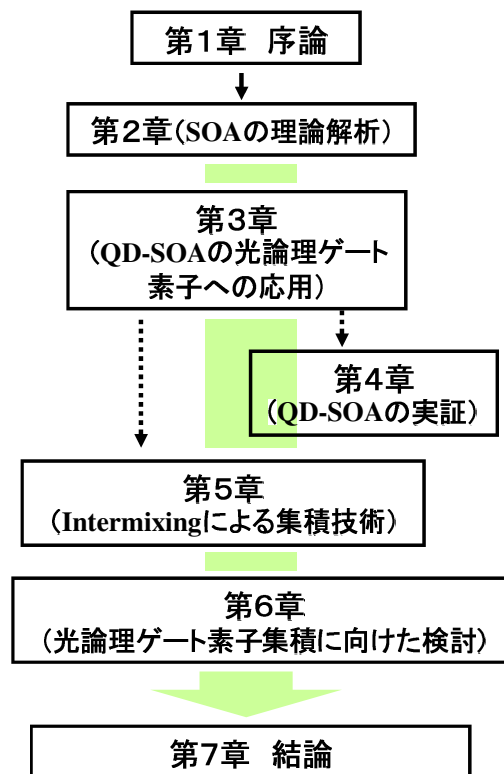 第1章 序論
第2章(SOAの理論解析)
第3章
(QD-SOAの光論理ゲート
素子への応用)
第4章
(QD-SOAの実証)
第5章
(Intermixingによる集積技術)
第6章
(光論理ゲート素子集積に向けた検討)
第7章 結論